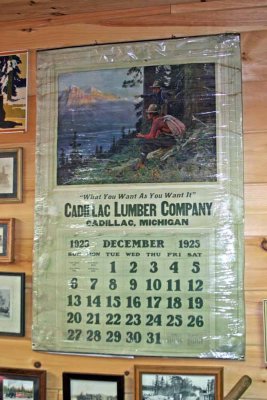 "What You Want As You Want It"
CADILLAC LUMBER COMPANY
CADILLAC, MICHIGAN
1925 DECEMBER 1925
SUN MON TUE WED THU FRI SAT
1 2 3 4 5
6 7 8 9 10 11 12
13 14 15 16 17 18 19
20 21 22 23 24 25 26
27 28 29 30 31